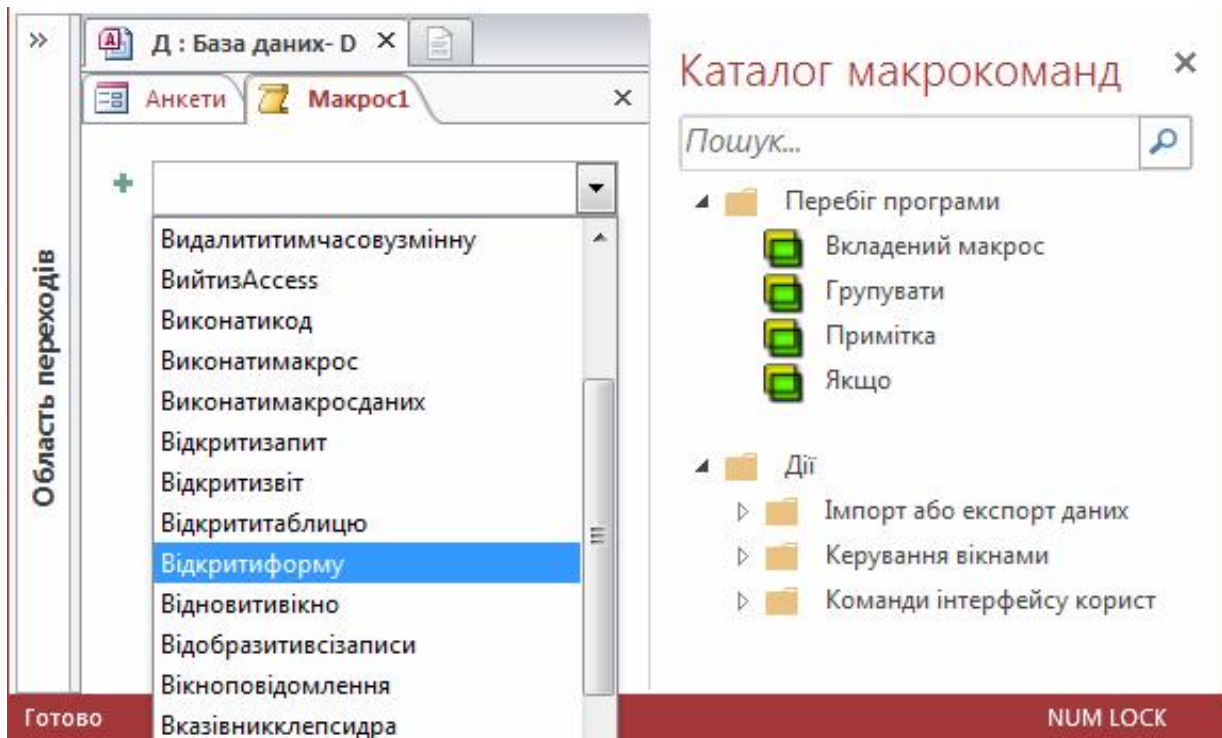 »
Д : База даних- D ×
Анкети
Макрос1 ×
Область переходів
Видалититимчасовузмінну
ВийтизAccess
Виконатикод
Виконатимакрос
Виконатимакросданих
Відкритизапит
Відкритизвіт
Відкрититаблицю
Відкритиформу
Відновитивікно
Відобразитивсізаписи
Вікноповідомлення
Вказівникклепсидра
Каталог макрокоманд ×
Пошук...
Перебіг програми
Вкладений макрос
Групувати
Примітка
Якщо
Дії
Імпорт або експорт даних
Керування вікнами
Команди інтерфейсу корист
Готово
NUM LOCK